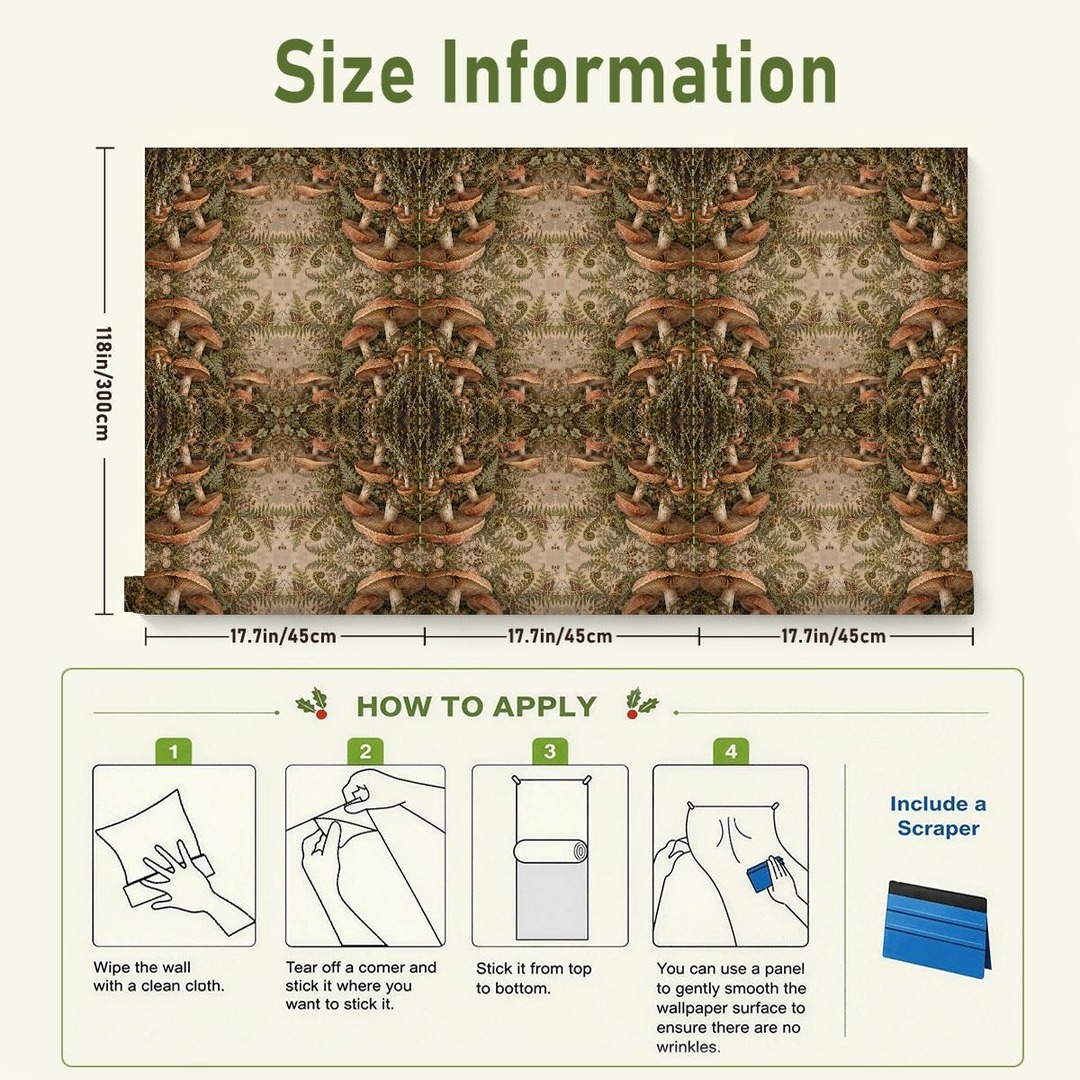 Size Information
118in/300cm
17.7in/45cm
17.7in/45cm
17.7in/45cm
HOW TO APPLY
1
2
3
4
Wipe the wall
with a clean cloth.
Tear off a comer and
stick it where you
want to stick it.
Stick it from top
to bottom.
You can use a panel
to gently smooth the
wallpaper surface to
ensure there are no
wrinkles.
Include a
Scraper